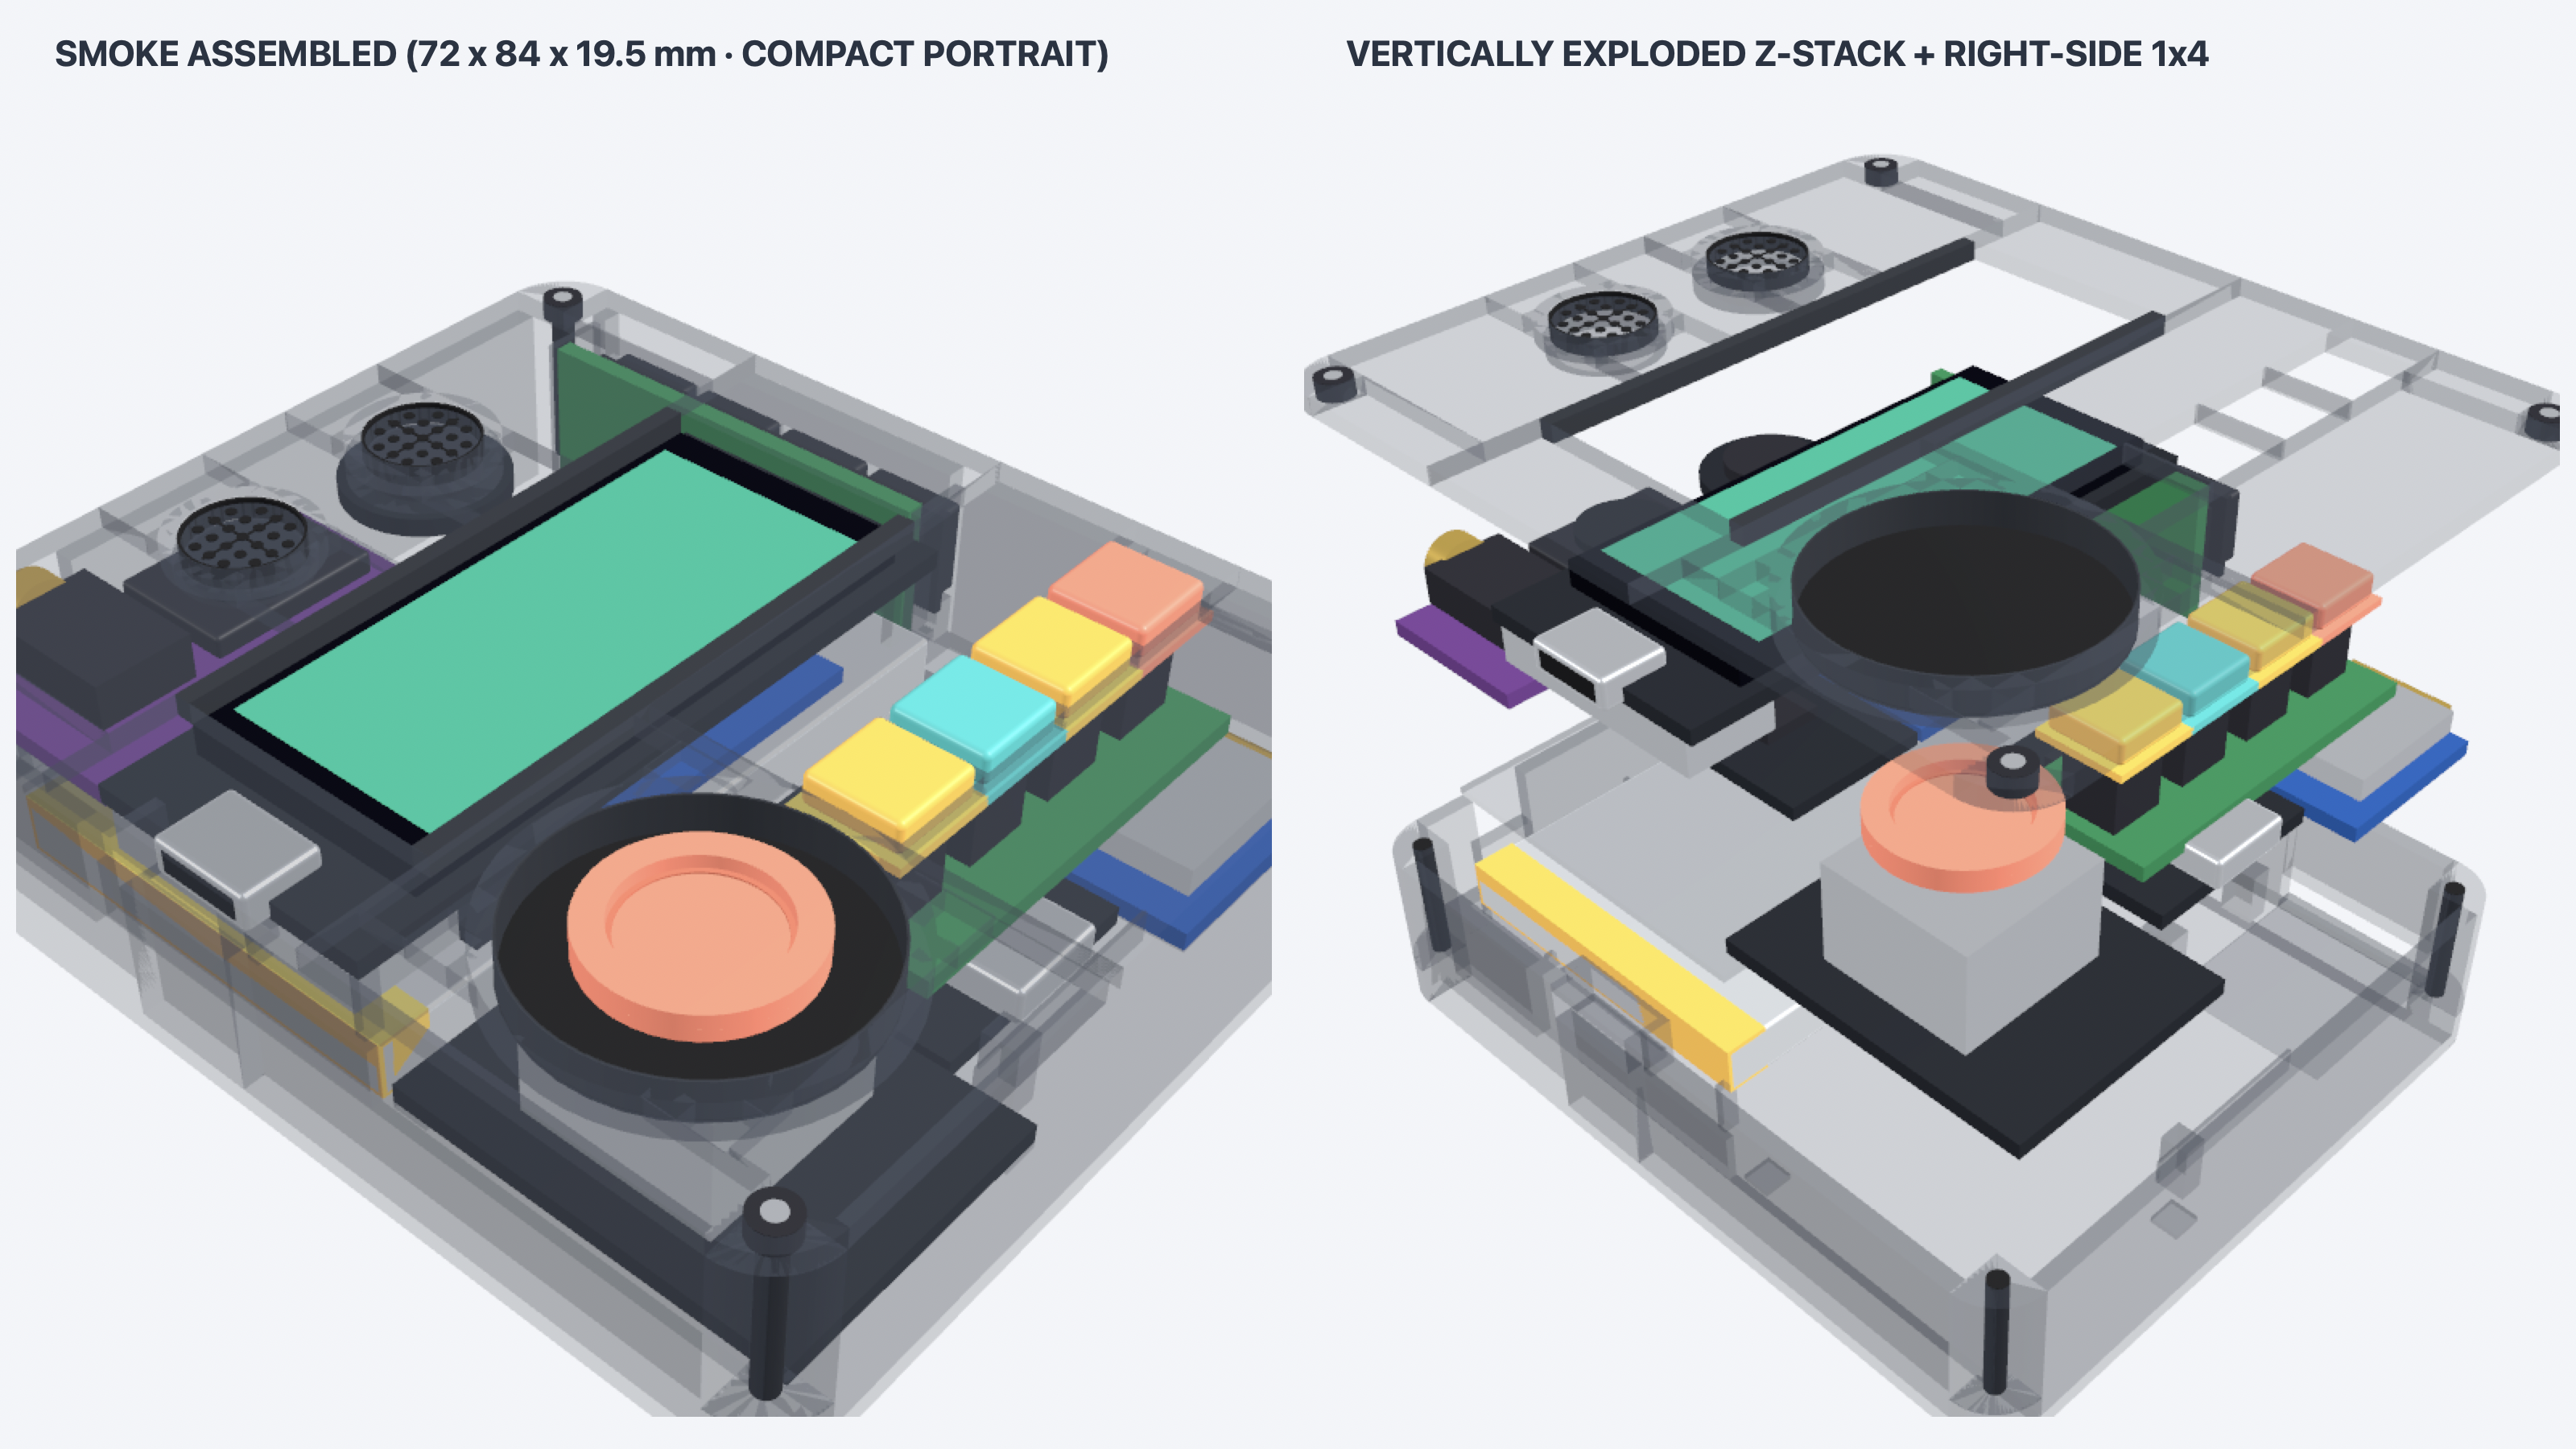 SMOKE ASSEMBLED (72 x 84 x 19.5 mm · COMPACT PORTRAIT)
VERTICALLY EXPLODED Z-STACK + RIGHT-SIDE 1x4